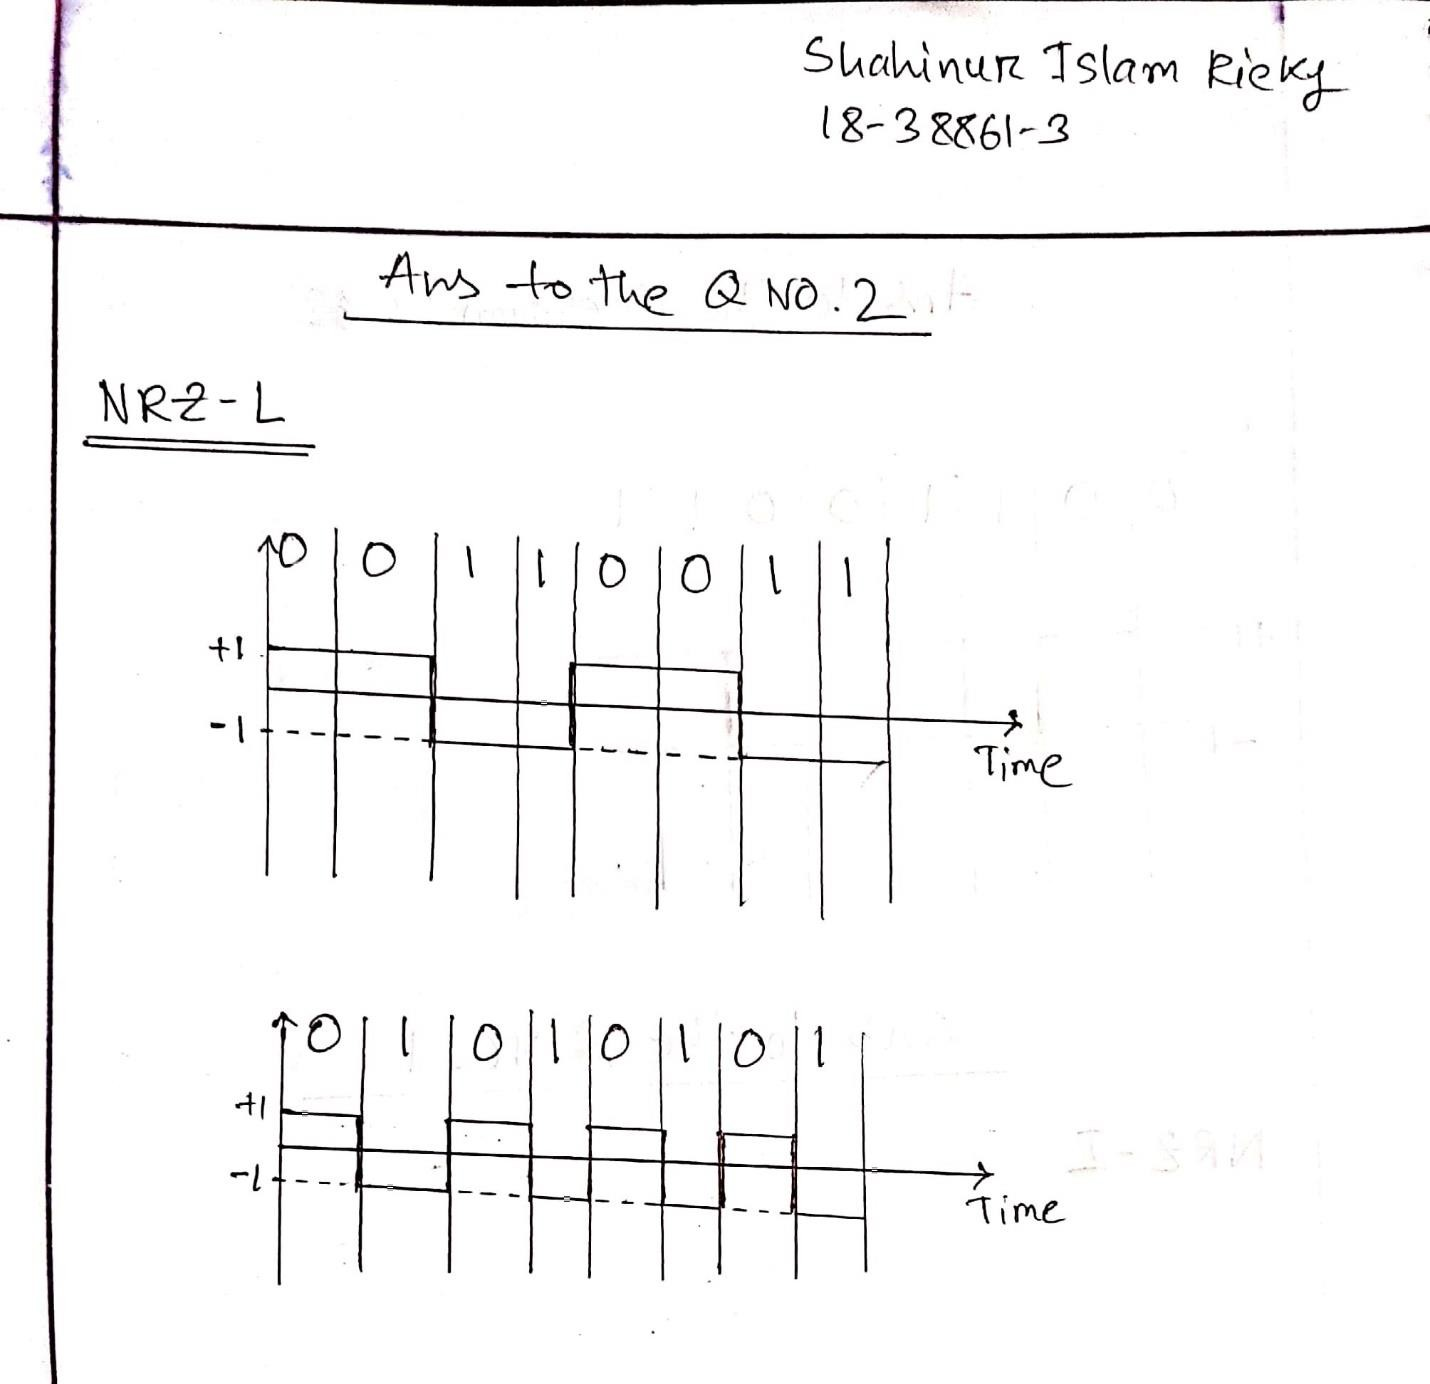 Shahinur Islam Ricky
18-38861-3
Ans to the Q NO. 2
NRZ-L
0 0 1 1 0 0 1 1
+1
-1
Time
0 1 0 1 0 1 0 1
+1
-1
Time